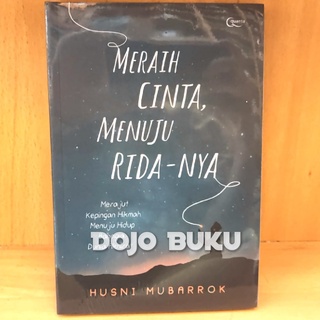 MERAIH
CINTA,
MENUJU
RIDA-NYA
Merajut
Kepingan Hikmah
Menuju Hidup
DOJO BUKU
HUSNI MUBARROK